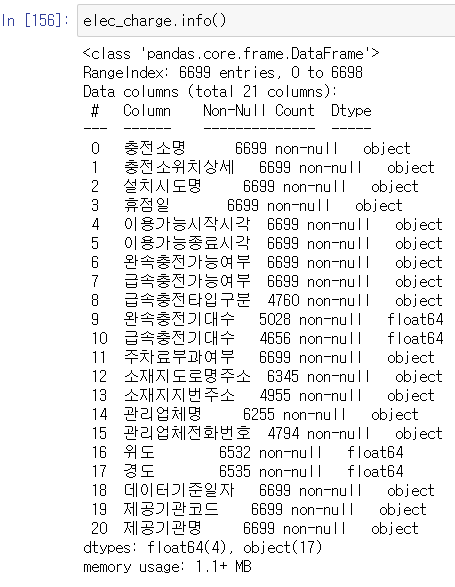 In [156]: elec_charge.info()
<class 'pandas.core.frame.DataFrame'>
RangeIndex: 6699 entries, 0 to 6698
Data columns (total 21 columns):
 #   Column    Non-Null Count  Dtype
---  ------    --------------  -----
 0   충전소명       6699 non-null   object
 1   충전소위치상세    6699 non-null   object
 2   설치시도명      6699 non-null   object
 3   휴점일        6699 non-null   object
 4   이용가능시작시각  6699 non-null   object
 5   이용가능종료시각  6699 non-null   object
 6   완속충전가능여부  6699 non-null   object
 7   급속충전가능여부  6699 non-null   object
 8   급속충전타입구분  4760 non-null   object
 9   완속충전기대수    5028 non-null   float64
 10  급속충전기대수    4656 non-null   float64
 11  주차료부과여부    6699 non-null   object
 12  소재지도로명주소  6345 non-null   object
 13  소재지지번주소    4955 non-null   object
 14  관리업체명      6255 non-null   object
 15  관리업체전화번호  4794 non-null   object
 16  위도         6532 non-null   float64
 17  경도         6535 non-null   float64
 18  데이터기준일자    6699 non-null   object
 19  제공기관코드     6699 non-null   object
 20  제공기관명      6699 non-null   object
dtypes: float64(4), object(17)
memory usage: 1.1+ MB